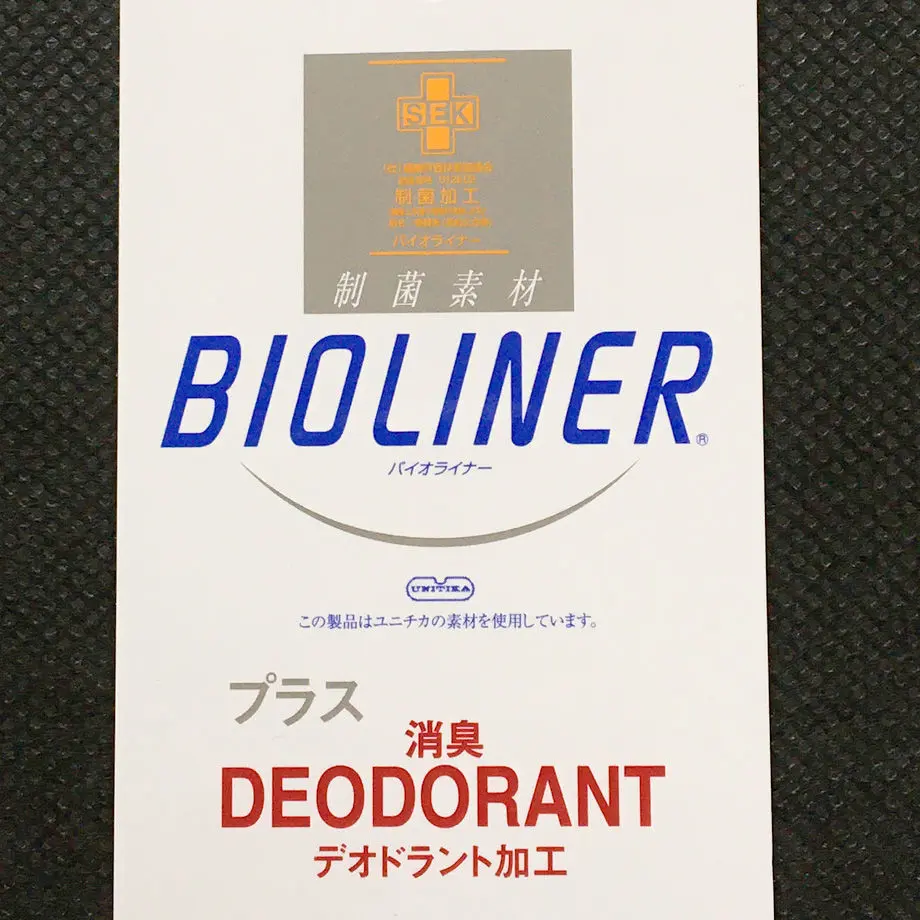 SEK
制菌加工
バイオライナー
制菌素材
BIOLINER®
バイオライナー
UNITIKA
この製品はユニチカの素材を使用しています。
プラス
消臭
DEODORANT
デオドラント加工